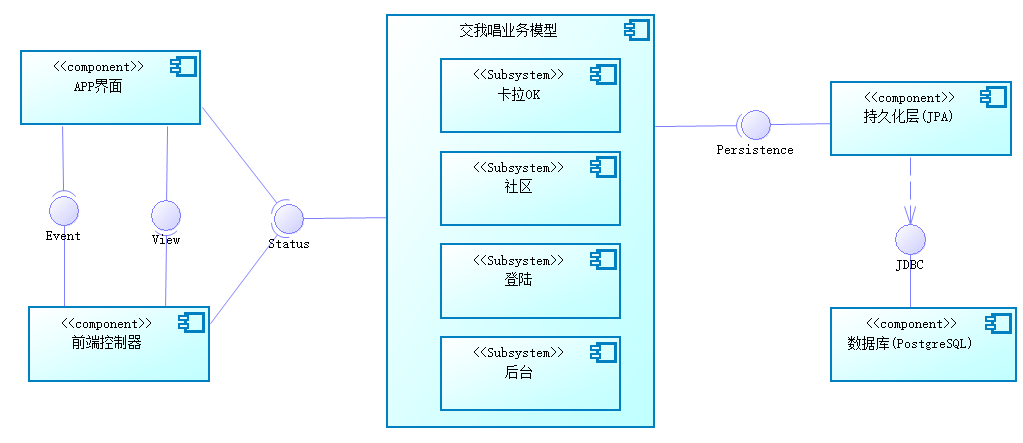 <<component>>
APP界面
Event
View
<<component>>
前端控制器
Status
交我唱业务模型
<<Subsystem>>
卡拉OK
<<Subsystem>>
社区
<<Subsystem>>
登陆
<<Subsystem>>
后台
Persistence
<<component>>
持久化层(JPA)
JDBC
<<component>>
数据库(PostgreSQL)